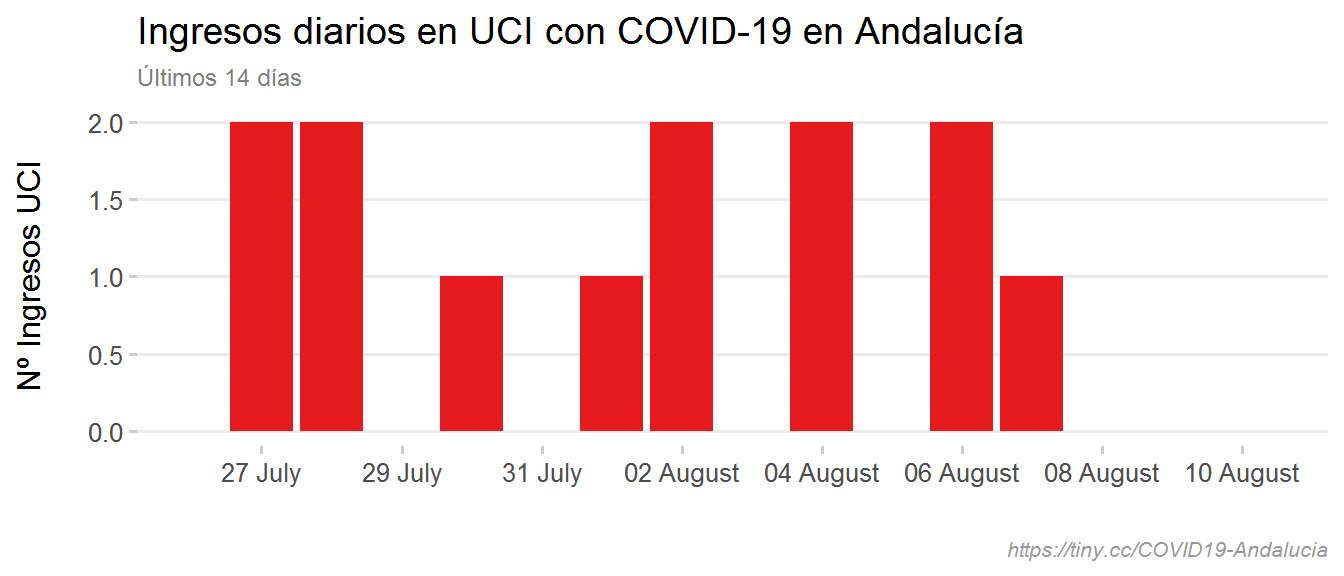 Ingresos diarios en UCI con COVID-19 en Andalucía
Últimos 14 días
Nº Ingresos UCI
2.0
1.5
1.0
0.5
0.0
27 July 29 July 31 July 02 August 04 August 06 August 08 August 10 August
https://tiny.cc/COVID19-Andalucia